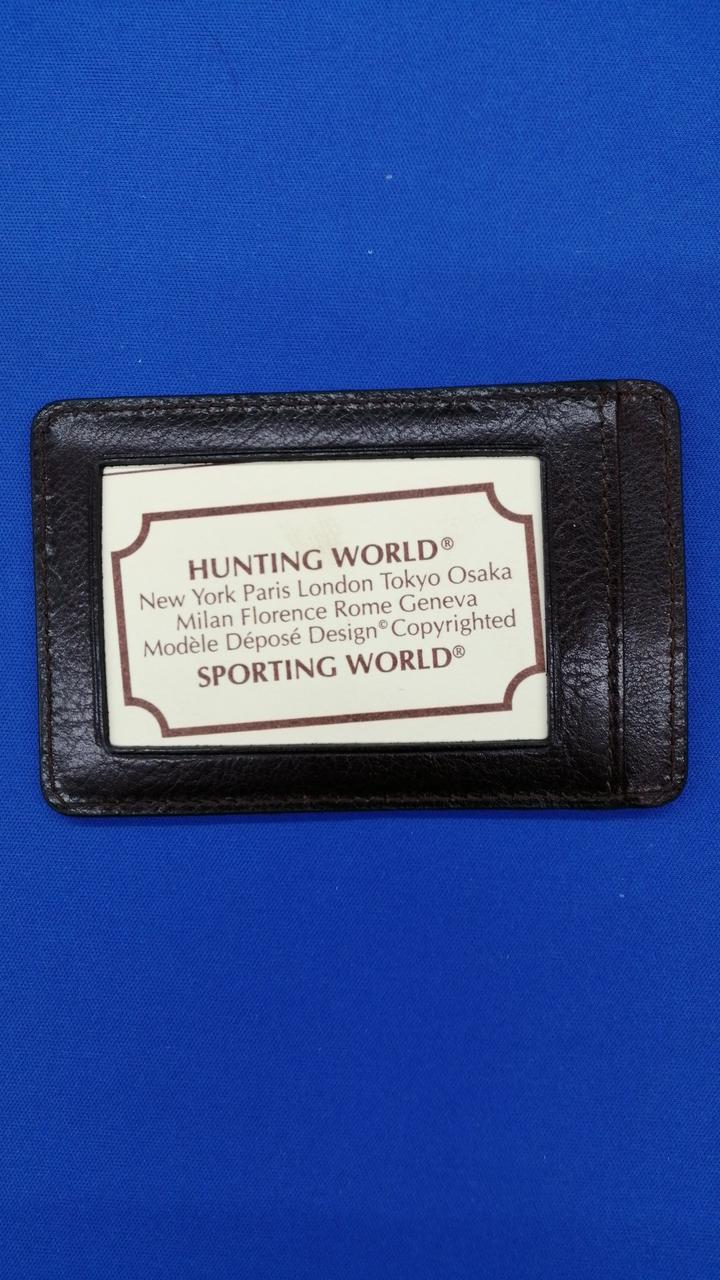 HUNTING WORLD®
New York Paris London Tokyo Osaka
Milan Florence Rome Geneva
Modèle Déposé Design© Copyrighted
SPORTING WORLD®